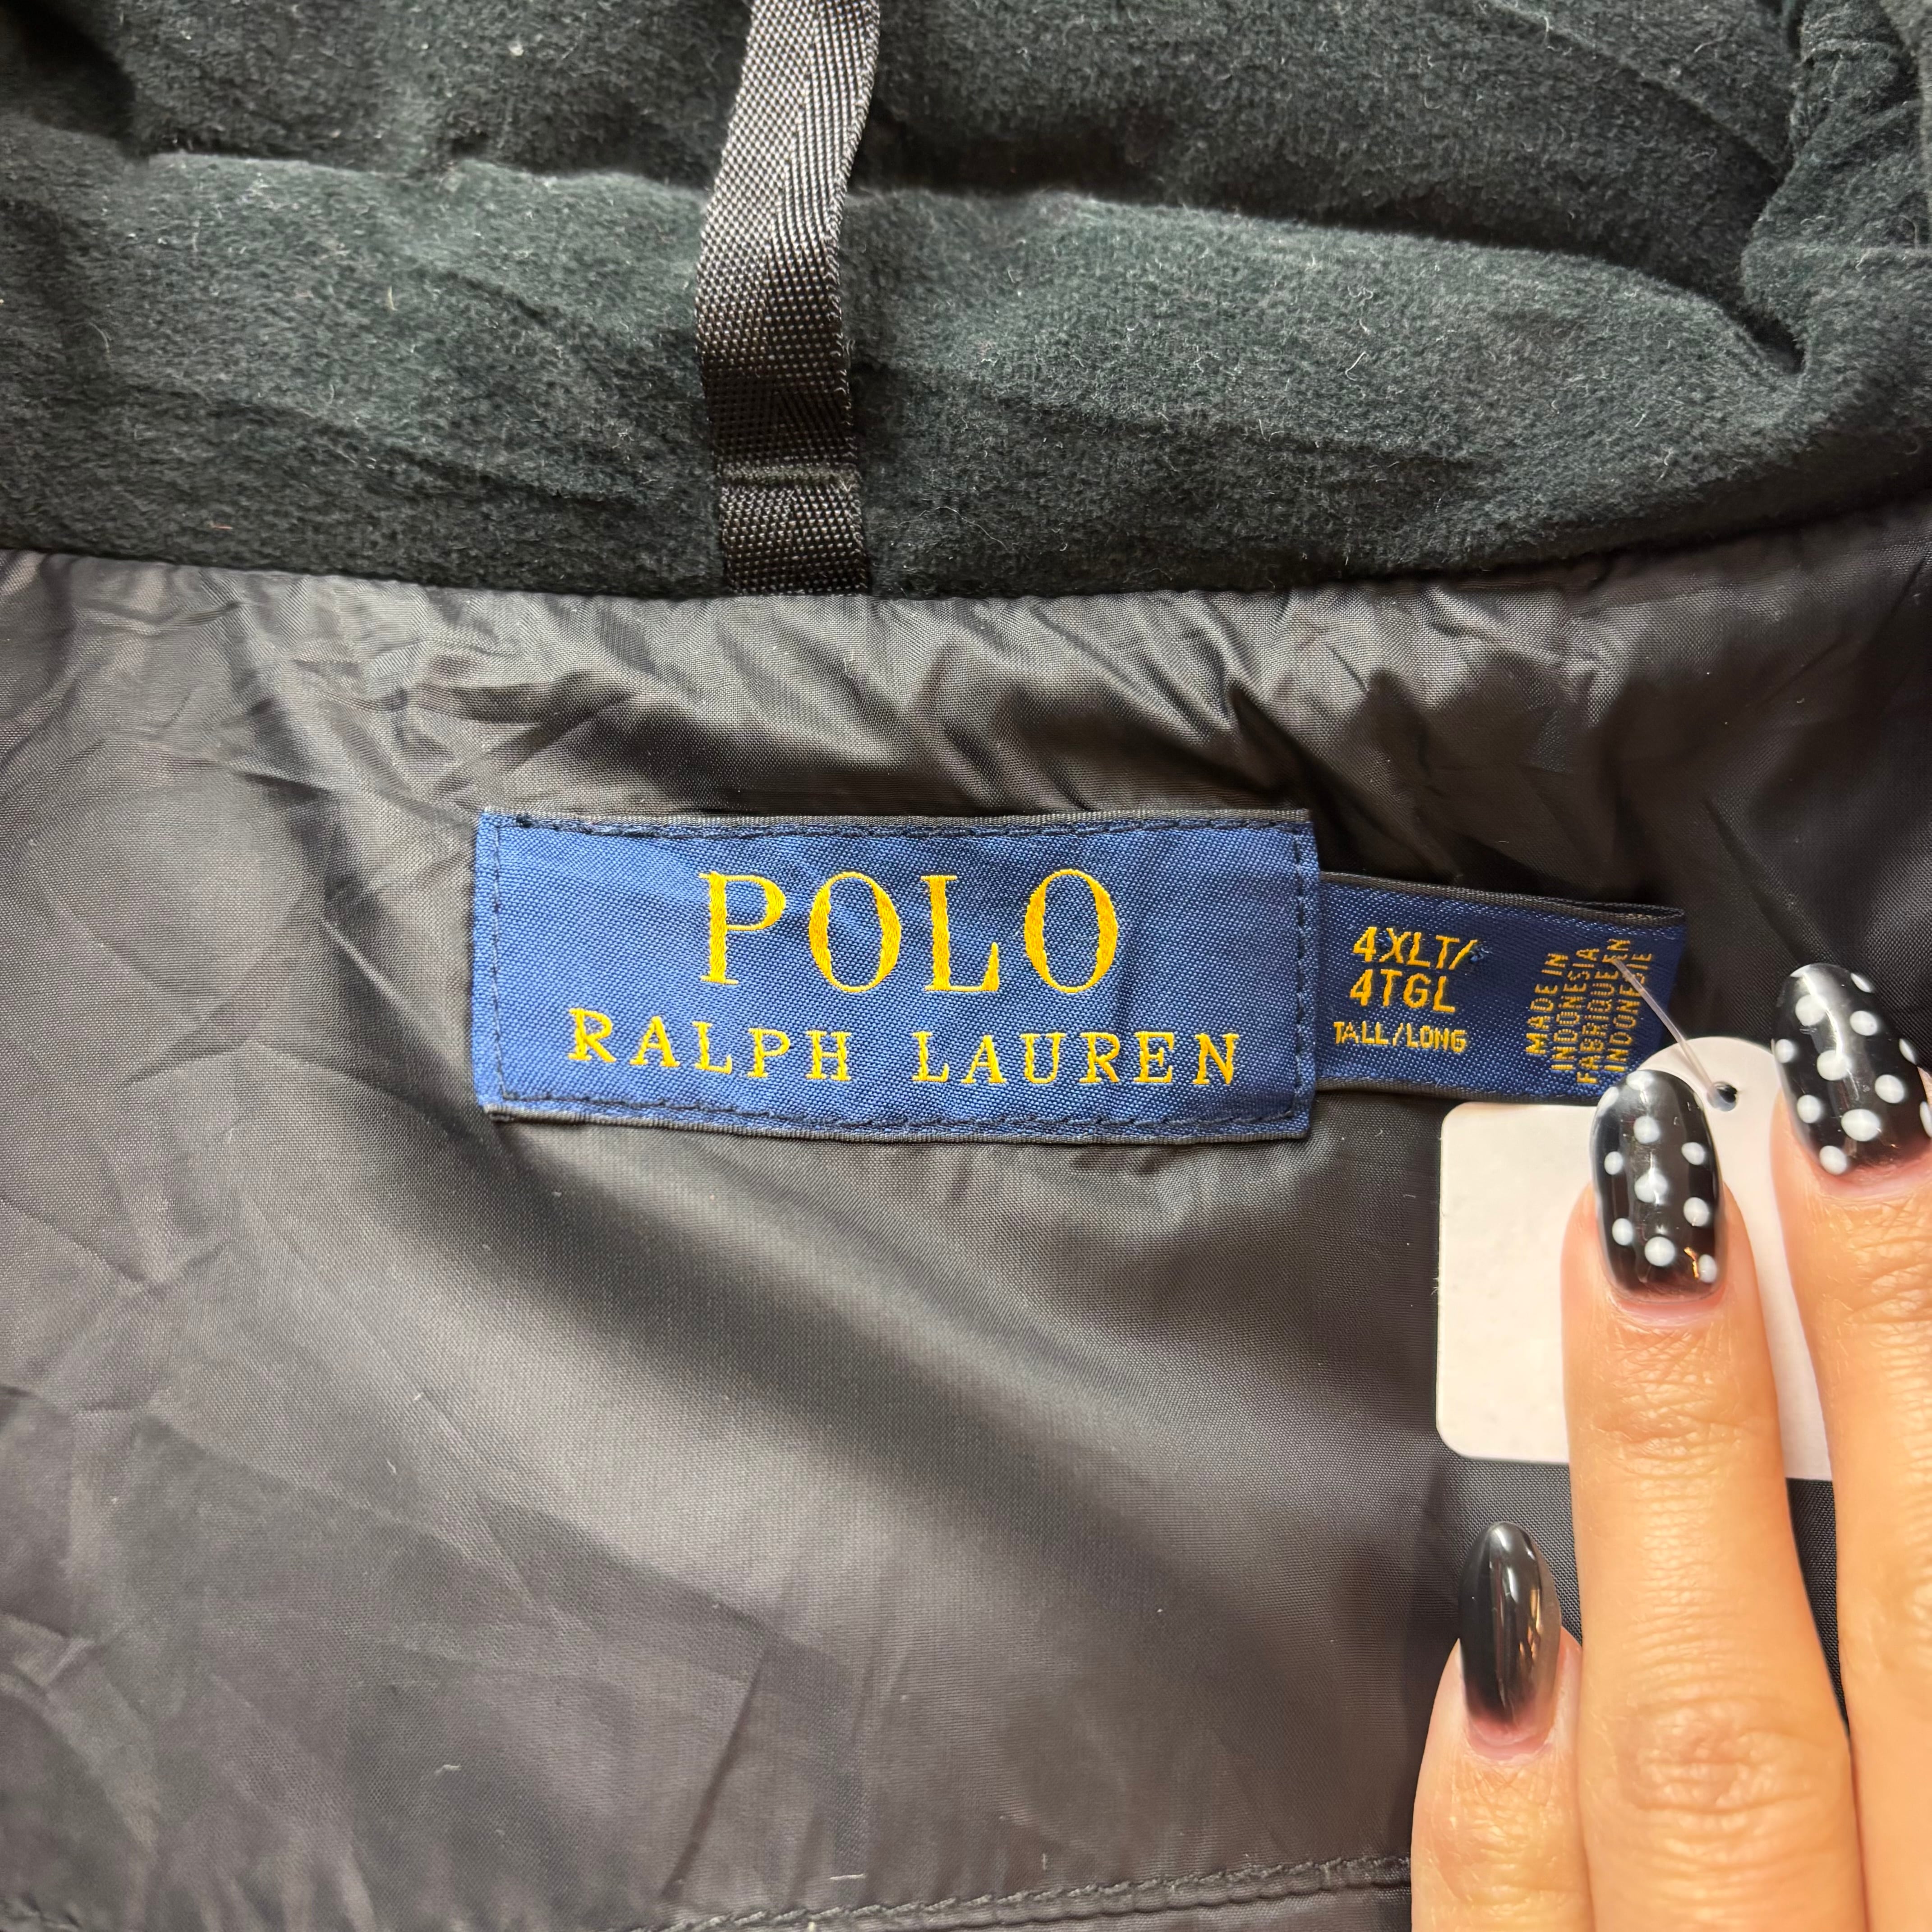 POLO
RALPH LAUREN
4XLT/
4TGL
TALL/LONG
MADE IN
INDONESIA
FABRIQUE EN
INDONESIE